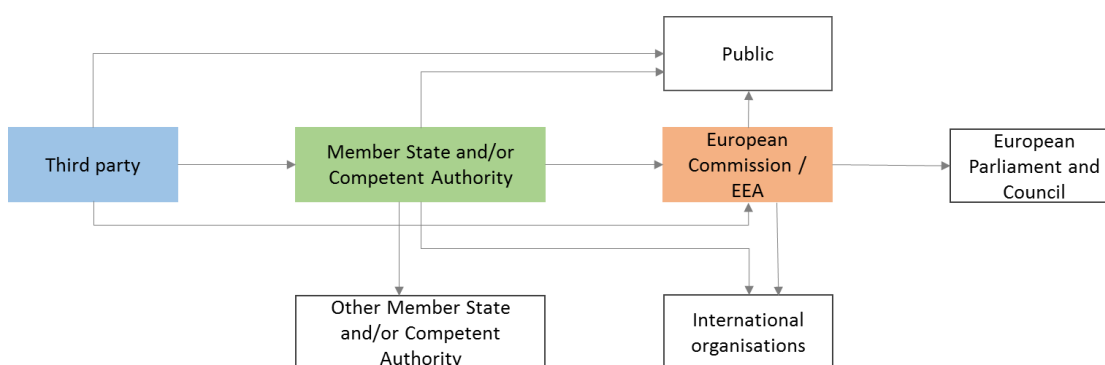 Public
Third party
Member State and/or
Competent Authority
European
Commission /
EEA
European
Parliament and
Council
Other Member State
and/or Competent
Authority
International
organisations